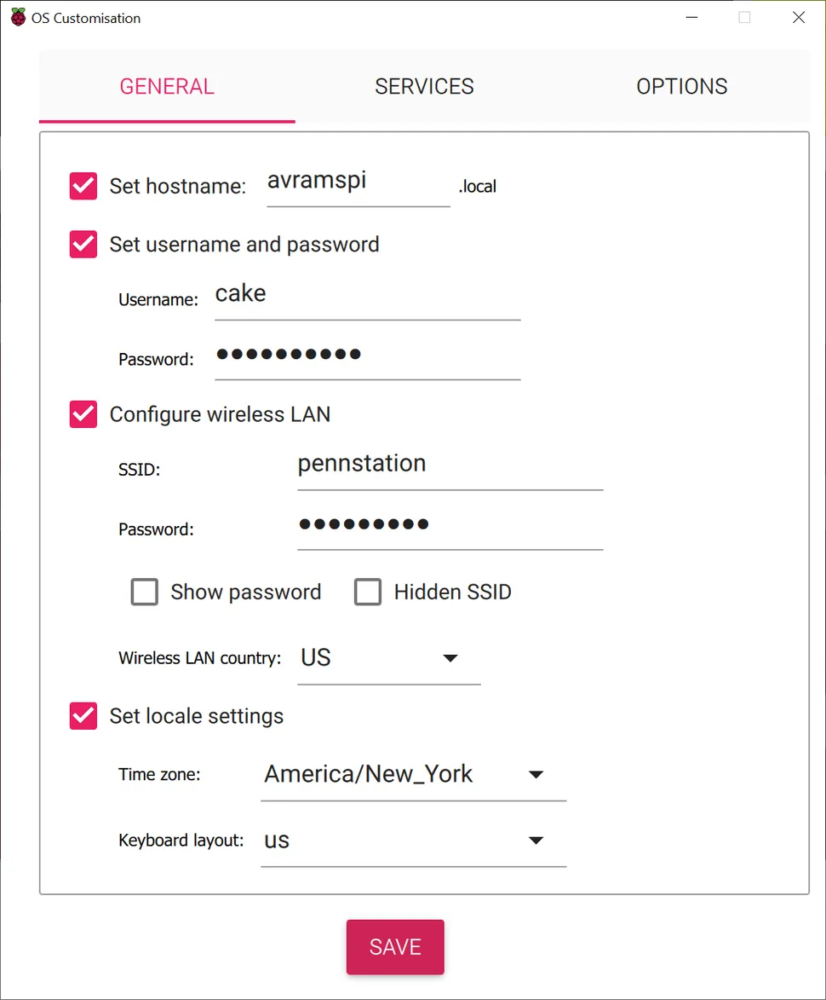 OS Customisation
GENERAL SERVICES OPTIONS
Set hostname: avramspi .local
Set username and password
Username: cake
Password: ●●●●●●●●●●
Configure wireless LAN
SSID: pennstation
Password: ●●●●●●●●●
Show password Hidden SSID
Wireless LAN country: US
Set locale settings
Time zone: America/New_York
Keyboard layout: us
SAVE